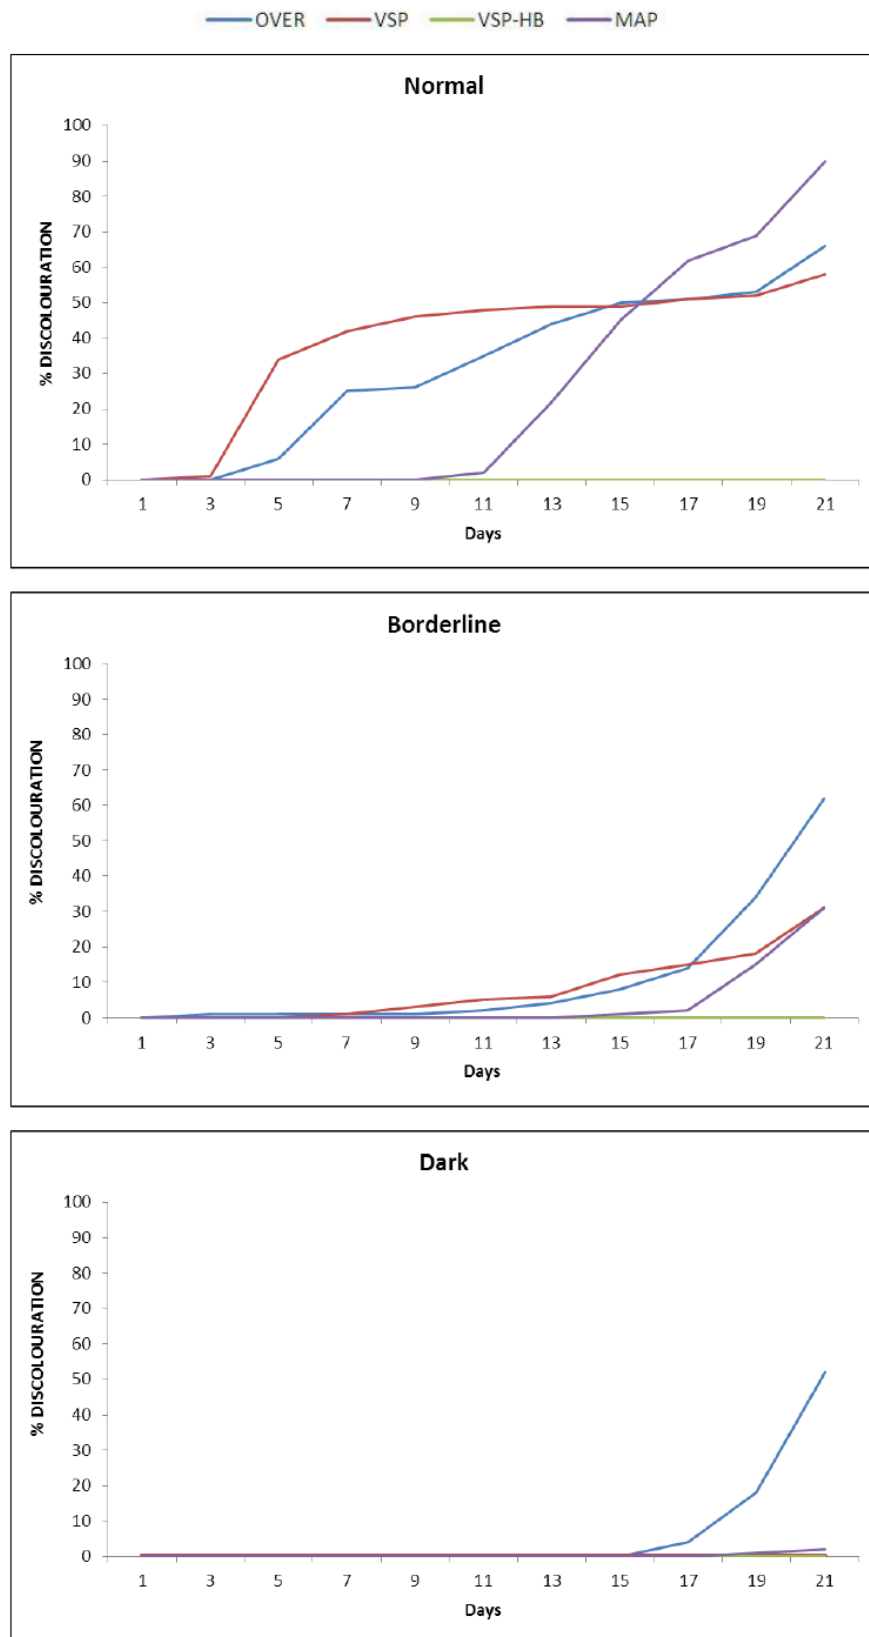 OVER VSP VSP-HB MAP
Normal
100
90
80
70
60
50
40
30
20
10
0
% DISCOLOURATION
1 3 5 7 9 11 13 15 17 19 21
Days
Borderline
100
90
80
70
60
50
40
30
20
10
0
% DISCOLOURATION
1 3 5 7 9 11 13 15 17 19 21
Days
Dark
100
90
80
70
60
50
40
30
20
10
0
% DISCOLOURATION
1 3 5 7 9 11 13 15 17 19 21
Days